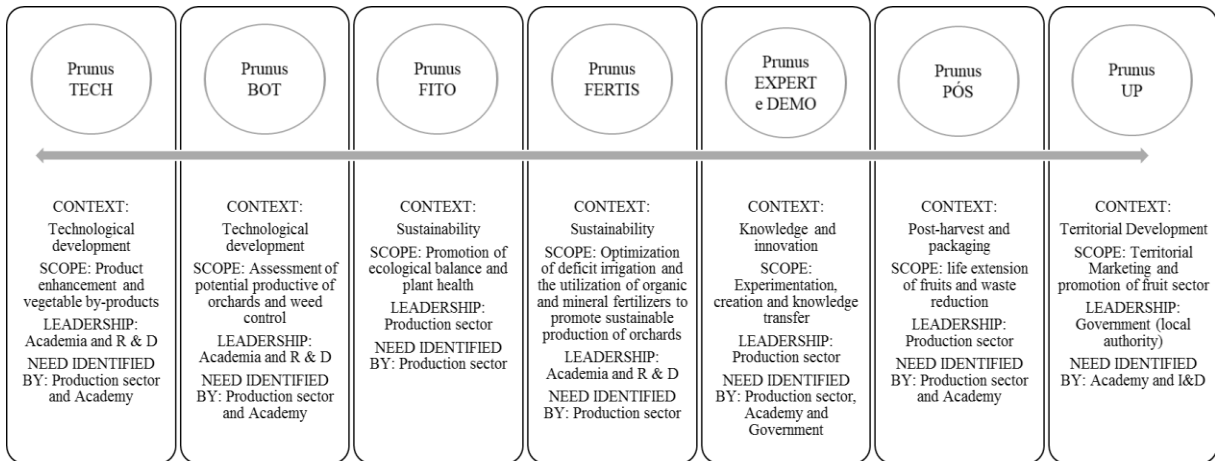 Prunus
TECH
CONTEXT:
Technological
development
SCOPE: Product
enhancement and
vegetable by-products
LEADERSHIP:
Academia and R & D
NEED IDENTIFIED
BY: Production sector
and Academy
Prunus
BOT
CONTEXT:
Technological
development
SCOPE: Assessment of
potential productive of
orchards and weed
control
LEADERSHIP:
Academia and R & D
NEED IDENTIFIED
BY: Production sector
and Academy
Prunus
FITO
CONTEXT:
Sustainability
SCOPE: Promotion of
ecological balance and
plant health
LEADERSHIP:
Production sector
NEED IDENTIFIED
BY: Production sector
Prunus
FERTIS
CONTEXT:
Sustainability
SCOPE: Optimization
of deficit irrigation and
the utilization of organic
and mineral fertilizers to
promote sustainable
production of orchards
LEADERSHIP:
Academia and R & D
NEED IDENTIFIED
BY: Production sector
Prunus
EXPERT
e DEMO
CONTEXT:
Knowledge and
innovation
SCOPE:
Experimentation,
creation and knowledge
transfer
LEADERSHIP:
Production sector
NEED IDENTIFIED
BY: Production sector,
Academy and
Government
Prunus
PÓS
CONTEXT:
Post-harvest and
packaging
SCOPE: life extension
of fruits and waste
reduction
LEADERSHIP:
Production sector
NEED IDENTIFIED
BY: Production sector
and Academy
Prunus
UP
CONTEXT:
Territorial Development
SCOPE: Territorial
Marketing and
promotion of fruit sector
LEADERSHIP:
Government (local
authority)
NEED IDENTIFIED
BY: Academy and I&D